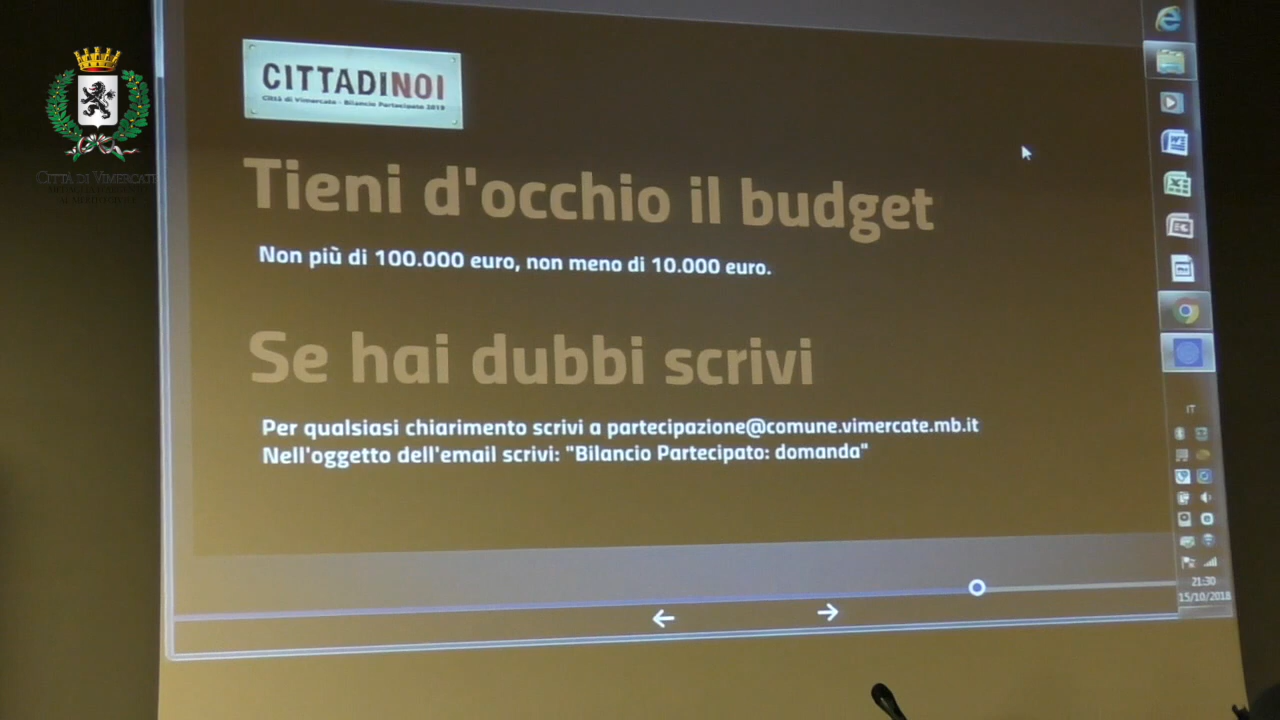 CITTADINOI
Città di Vimercate - Bilancio Partecipato 2019
CITTÀ DI VIMERCATE
Tieni d'occhio il budget
Non più di 100.000 euro, non meno di 10.000 euro.
Se hai dubbi scrivi
Per qualsiasi chiarimento scrivi a partecipazione@comune.vimercate.mb.it
Nell'oggetto dell'email scrivi: "Bilancio Partecipato: domanda"
IT
21:30
15/10/2018